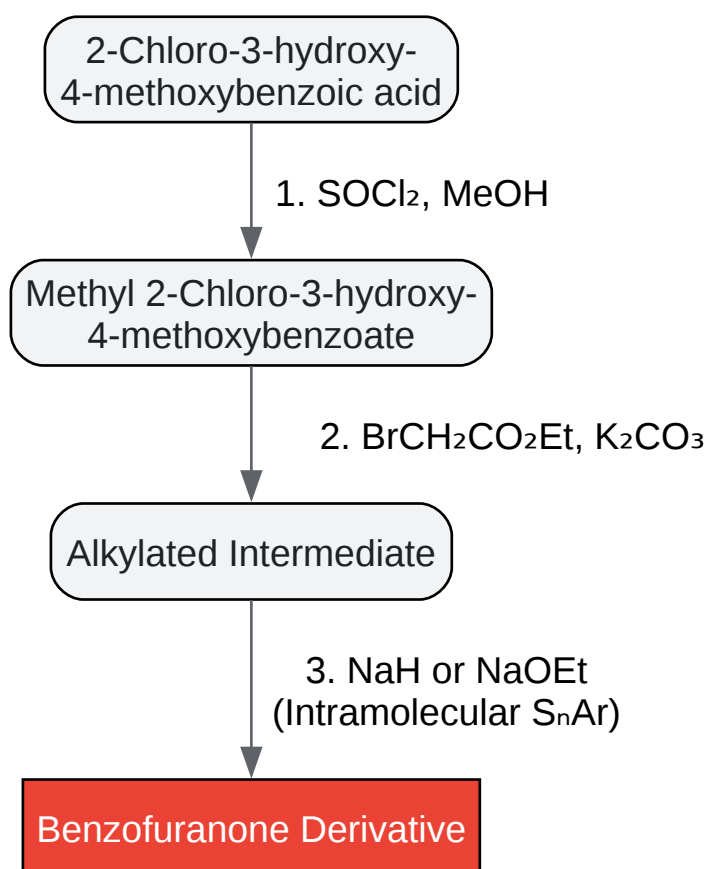 2-Chloro-3-hydroxy-
4-methoxybenzoic acid
1. SOCl₂, MeOH
Methyl 2-Chloro-3-hydroxy-
4-methoxybenzoate
2. BrCH₂CO₂Et, K₂CO₃
Alkylated Intermediate
3. NaH or NaOEt
(Intramolecular SₙAr)
Benzofuranone Derivative